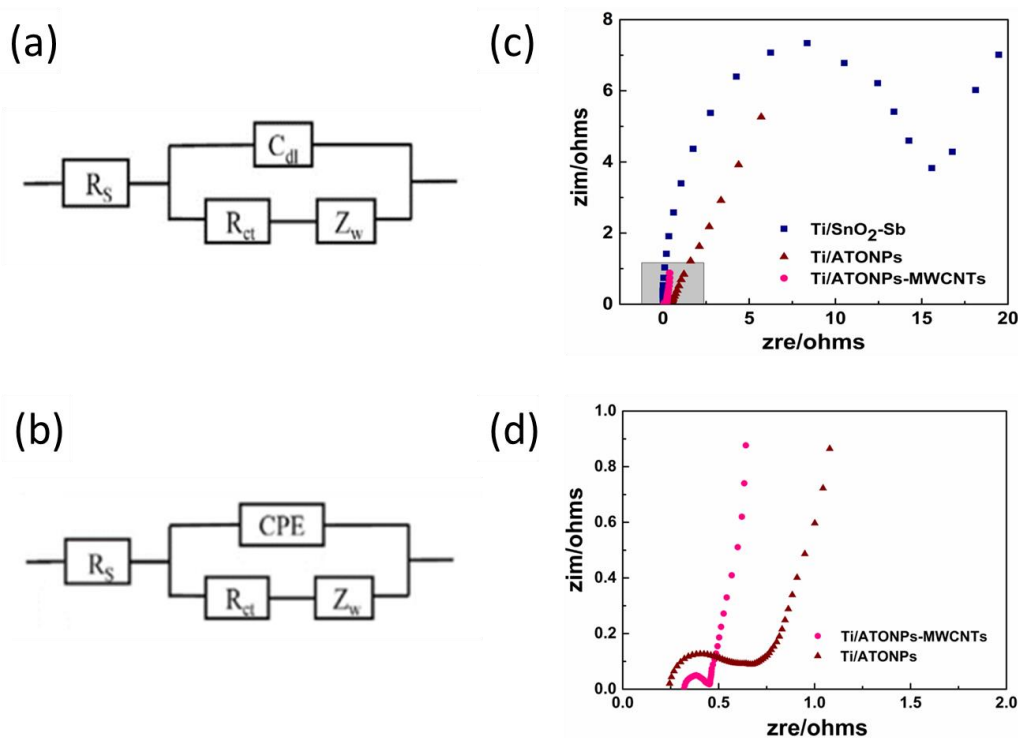 (a)
R_S
C_dl
R_ct
Z_w
(b)
R_S
CPE
R_ct
Z_w
(c)
zim/ohms
8
6
4
2
0
0 5 10 15 20
zre/ohms
Ti/SnO2-Sb
Ti/ATONPs
Ti/ATONPs-MWCNTs
(d)
zim/ohms
1.0
0.8
0.6
0.4
0.2
0.0
0.0 0.5 1.0 1.5 2.0
zre/ohms
Ti/ATONPs-MWCNTs
Ti/ATONPs